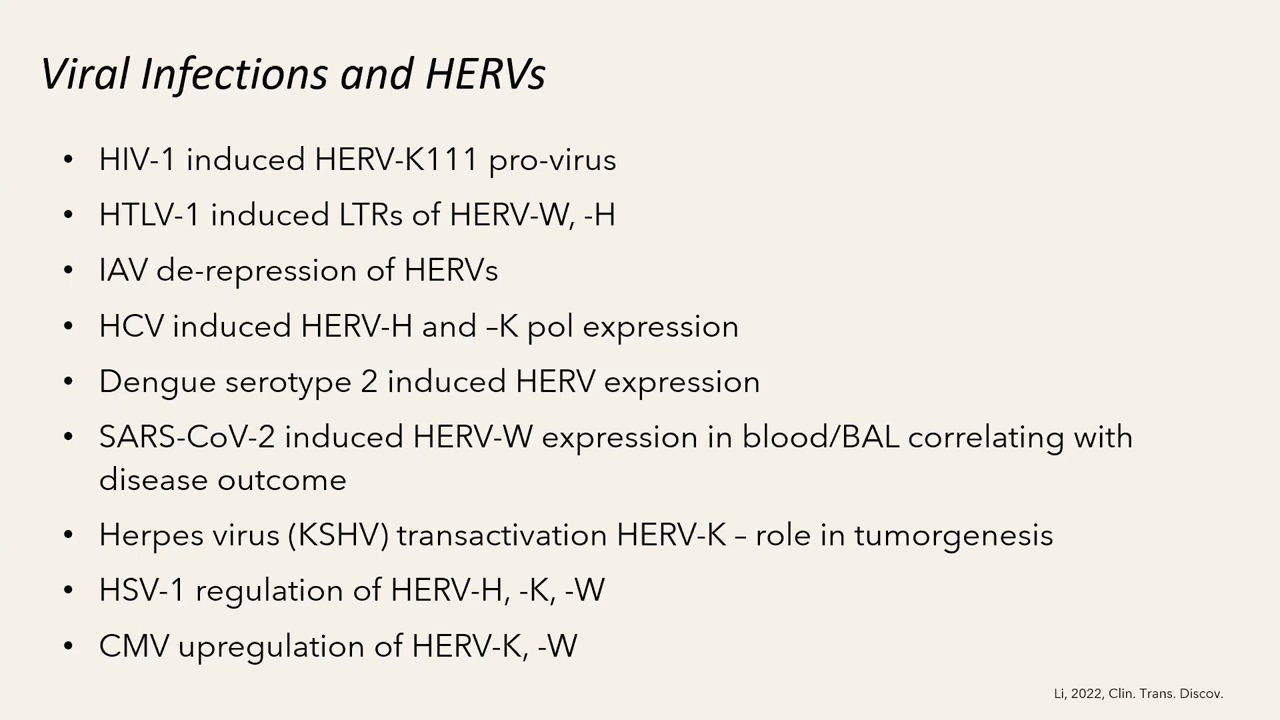 Viral Infections and HERVs
• HIV-1 induced HERV-K111 pro-virus
• HTLV-1 induced LTRs of HERV-W, -H
• IAV de-repression of HERVs
• HCV induced HERV-H and –K pol expression
• Dengue serotype 2 induced HERV expression
• SARS-CoV-2 induced HERV-W expression in blood/BAL correlating with
disease outcome
• Herpes virus (KSHV) transactivation HERV-K – role in tumorgenesis
• HSV-1 regulation of HERV-H, -K, -W
• CMV upregulation of HERV-K, -W
Li, 2022, Clin. Trans. Discov.